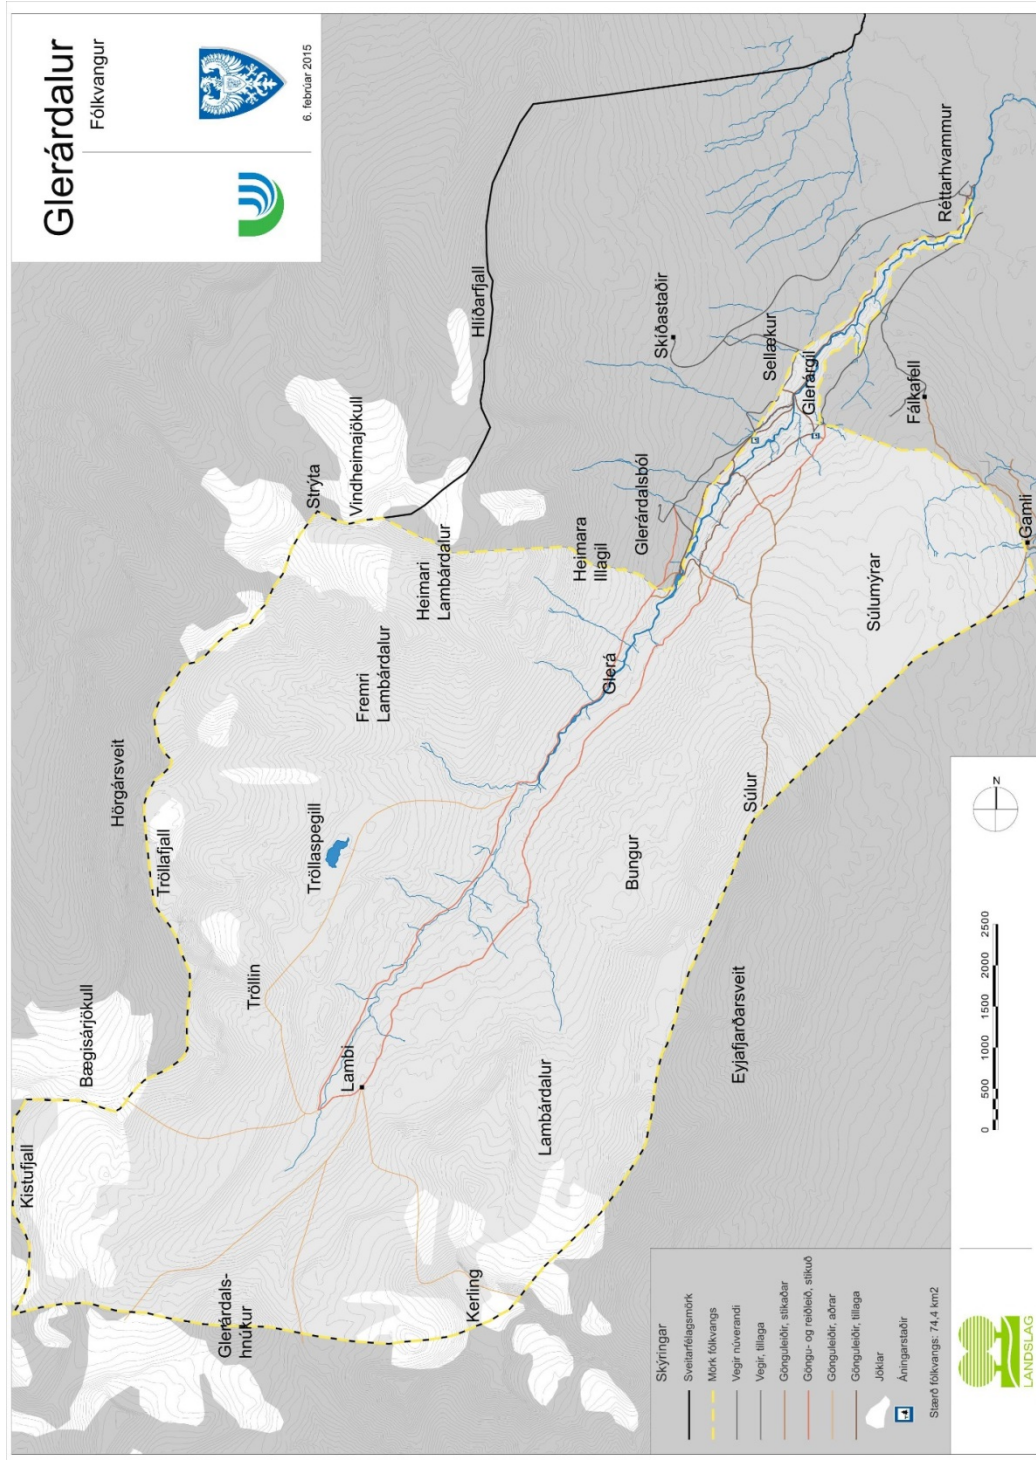 Glerárdalur
Fólkvangur
6. febrúar 2015
Hlíðarfjall
Réttarhvammur
Skíðastaðir
Sellækur
Glerárgil
Fálkafell
Gamli
Strýta
Vindheimajökull
Heimari
Lambárdalur
Heimara
Illagil
Glerárdalsból
Súlumýrar
Fremri
Lambárdalur
Glerá
Hörgársveit
Tröllafjall
Tröllaspegill
Súlur
Bungur
Tröllin
Bægisárjökull
Lambi
Lambárdalur
Eyjafjarðarsveit
Kistufjall
Glerárdals-
hnúkur
Kerling
N
0 500 1000 1500 2000 2500
Skýringar
Sveitarfélagsmörk
Mörk fólkvangs
Vegir núverandi
Vegir, tillaga
Gönguleiðir, stikaðar
Göngu- og reiðleið, stikuð
Gönguleiðir, aðrar
Gönguleiðir, tillaga
Jöklar
Áningarstaðir
Stærð fólkvangs: 74,4 km2
LANDSLAG